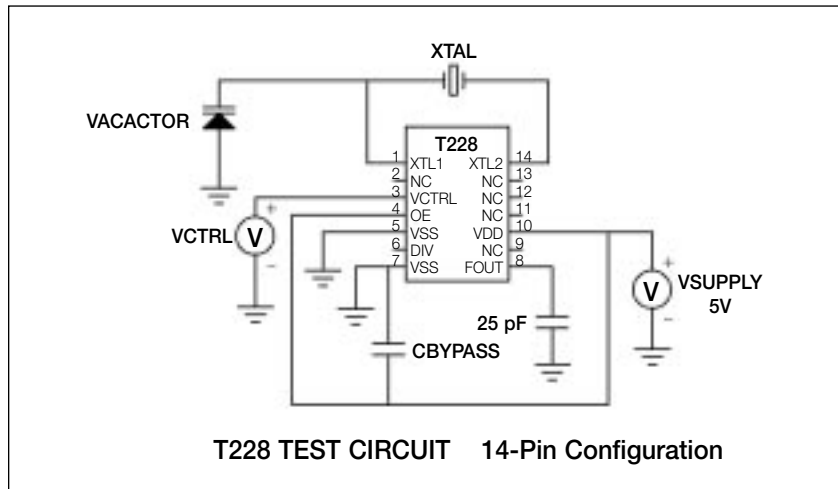 XTAL
VACACTOR
T228
1 XTL1 XTL2 14
2 NC NC 13
3 VCTRL NC 12
4 OE NC 11
5 VSS VDD 10
6 DIV NC 9
7 VSS FOUT 8
+
VCTRL V
-
+
V VSUPPLY
5V
-
25 pF
CBYPASS
T228 TEST CIRCUIT 14-Pin Configuration